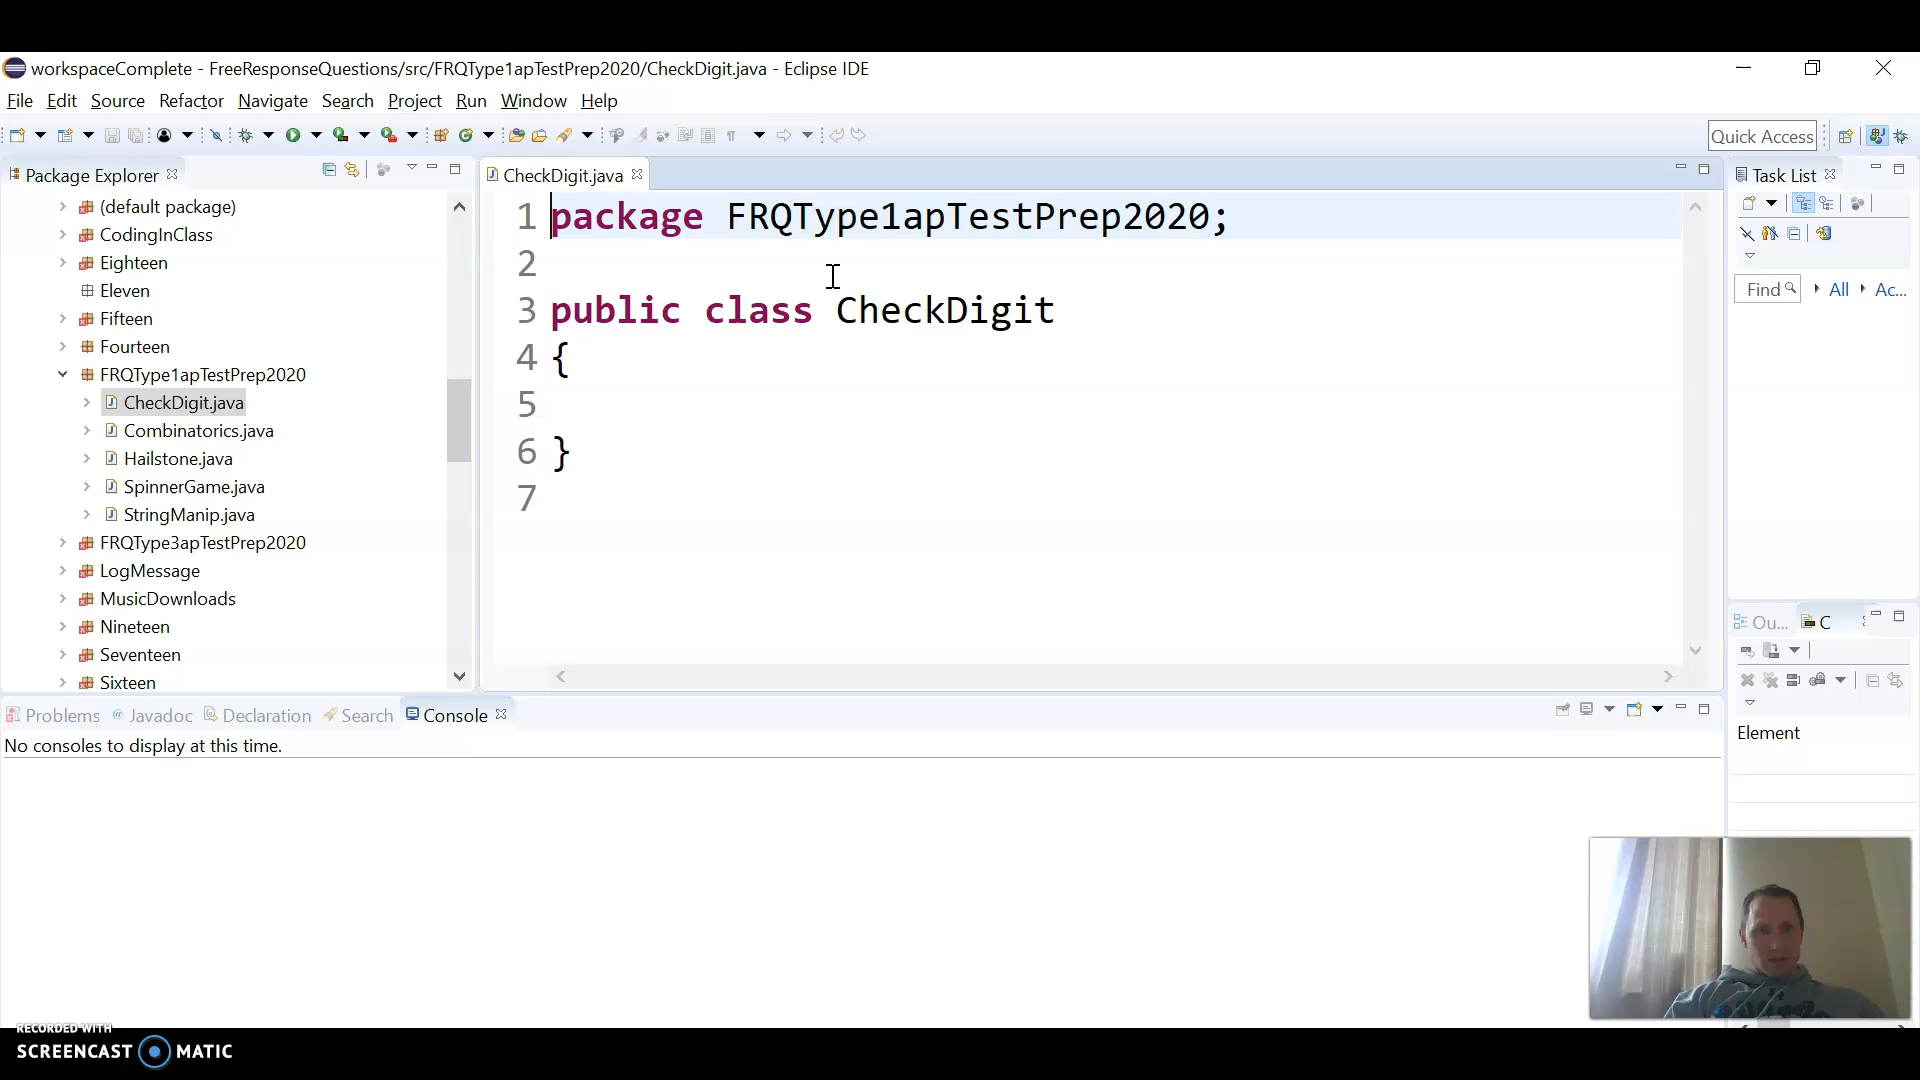 workspaceComplete - FreeResponseQuestions/src/FRQType1apTestPrep2020/CheckDigit.java - Eclipse IDE
File Edit Source Refactor Navigate Search Project Run Window Help
Quick Access
Package Explorer
(default package)
CodingInClass
Eighteen
Eleven
Fifteen
Fourteen
FRQType1apTestPrep2020
CheckDigit.java
Combinatorics.java
Hailstone.java
SpinnerGame.java
StringManip.java
FRQType3apTestPrep2020
LogMessage
MusicDownloads
Nineteen
Seventeen
Sixteen
CheckDigit.java
1 package FRQType1apTestPrep2020;
2
3 public class CheckDigit
4 {
5
6 }
7
Task List
Find All Ac...
Ou... C
Element
Problems Javadoc Declaration Search Console
No consoles to display at this time.
RECORDED WITH
SCREENCAST MATIC